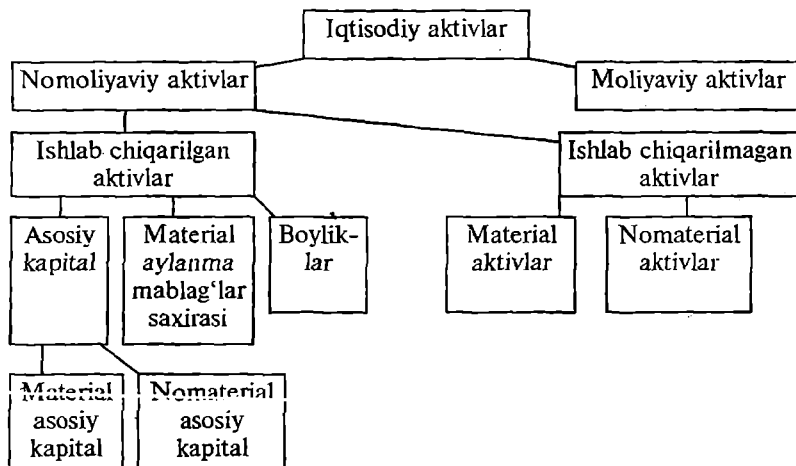 Iqtisodiy aktivlar
Nomoliyaviy aktivlar
Moliyaviy aktivlar
Ishlab chiqarilgan
aktivlar
Ishlab chiqarilmagan
aktivlar
Asosiy
kapital
Material
aylanma
mablag‘lar
saxirasi
Boylik-
lar
Material
aktivlar
Nomaterial
aktivlar
Material
asosiy
kapital
Nomaterial
asosiy
kapital